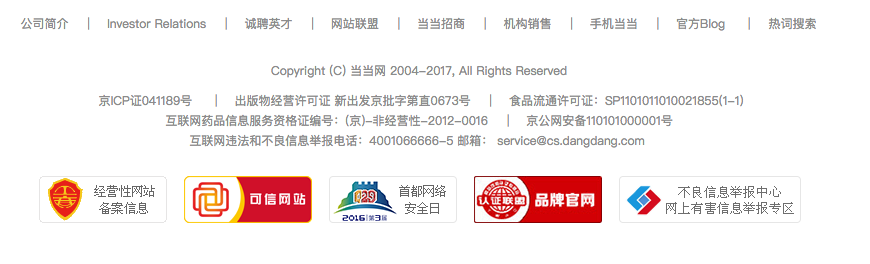 公司简介 | Investor Relations | 诚聘英才 | 网站联盟 | 当当招商 | 机构销售 | 手机当当 | 官方Blog | 热词搜索
Copyright (C) 当当网 2004-2017, All Rights Reserved
京ICP证041189号 | 出版物经营许可证 新出发京批字第直0673号 | 食品流通许可证：SP1101011010021855(1-1)
互联网药品信息服务资格证编号：(京)-非经营性-2012-0016 | 京公网安备110101000001号
互联网违法和不良信息举报电话：4001066666-5 邮箱： service@cs.dangdang.com
经营性网站
备案信息
可信网站
429
2016|第3届
首都网络
安全日
认证联盟
品牌官网
不良信息举报中心
网上有害信息举报专区